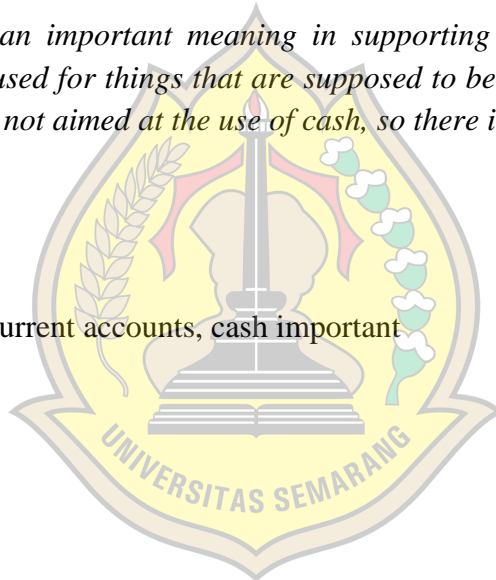 an important meaning in supporting
used for things that are supposed to be
not aimed at the use of cash, so there i
urrent accounts, cash important
UNIVERSITAS SEMARANG